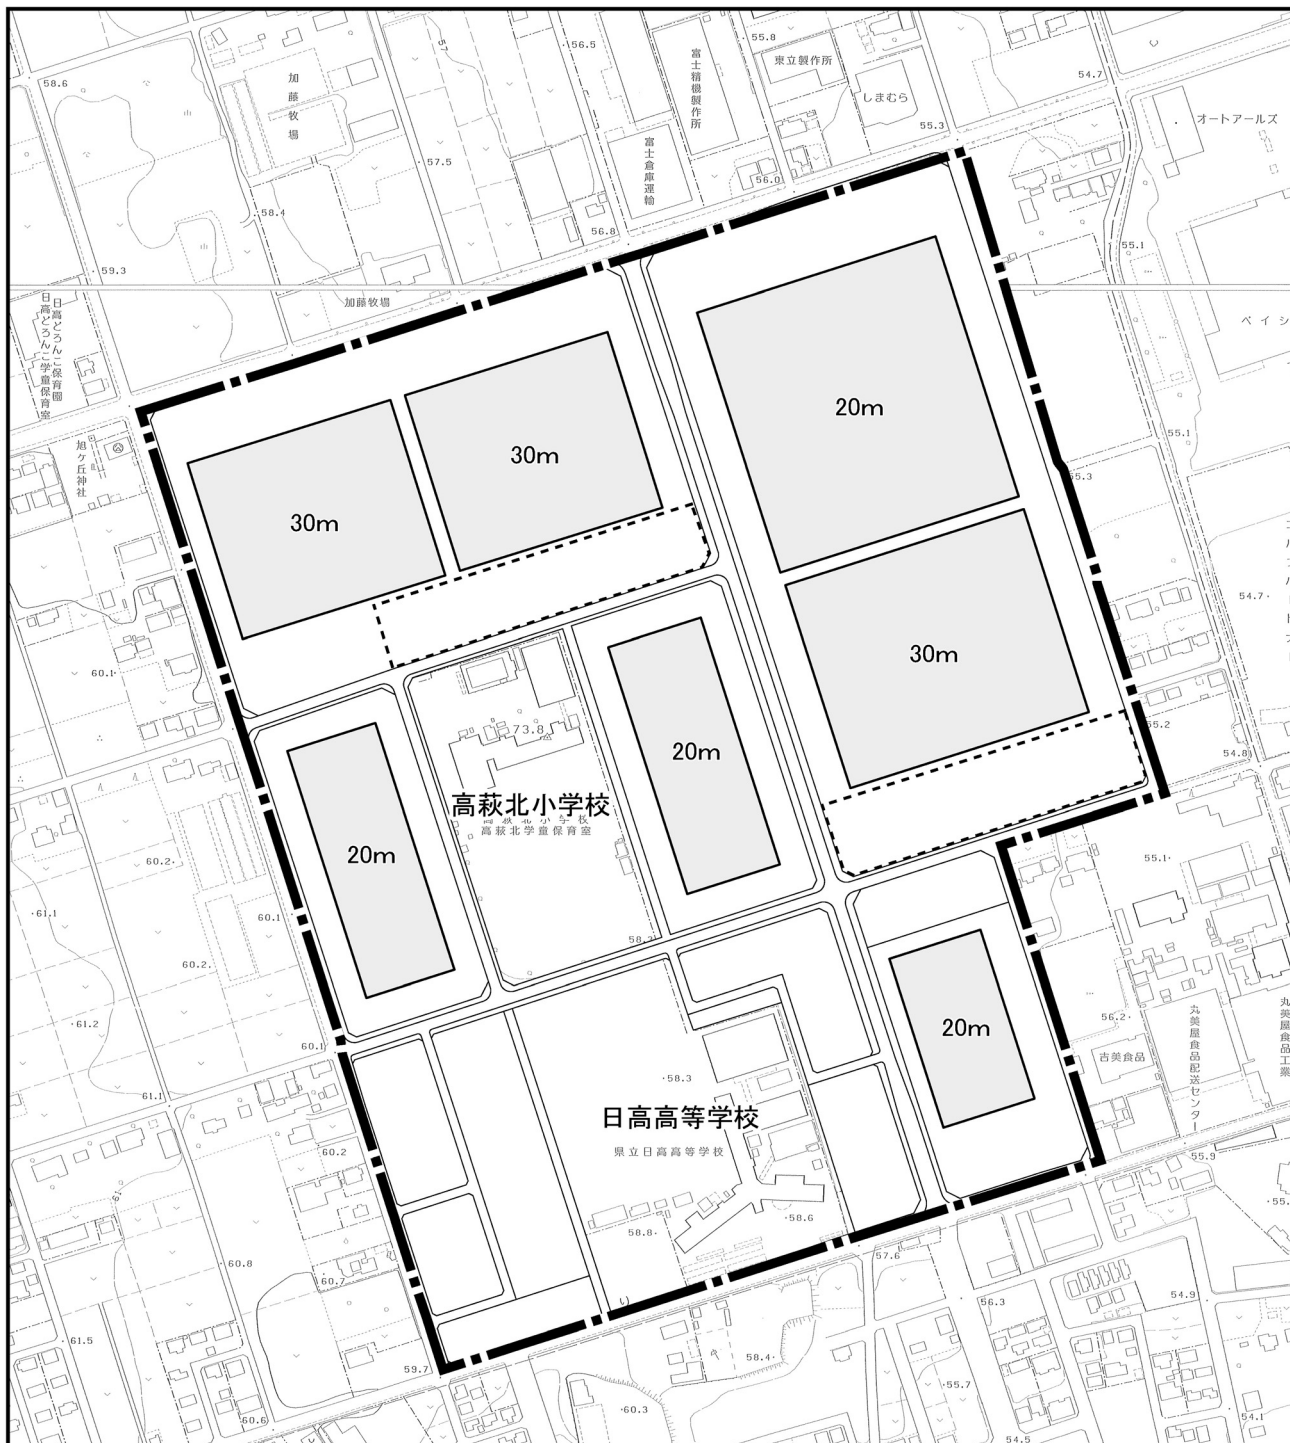 58.6
加藤牧場
57
56.5
富士精機製作所
55.8
東立製作所
しまむら
54.7
オートアールズ
55.3
57.5
富士倉庫運輸
56.0
58.4
56.8
59.3
加藤牧場
55.1
ベイシ
日高どろんこ保育園
日高どろんこ学童保育室
旭ケ丘神社
20m
30m
30m
55.1
55.3
54.7
60.1
30m
55.2
54.8
73.8
20m
高萩北小学校
高萩北小学校
高萩北学童保育室
20m
60.2
55.1
61.1
60.1
58.2
60.2
20m
61.2
60.1
56.2
丸美屋食品配送センター
丸美屋食品工業
吉美食品
58.3
61.1
日高高等学校
県立日高高等学校
60.2
55.9
61
58.8
58.6
57.6
60.8
60.7
56.3
54.9
61.5
59.7
58.4
55.7
60.6
60.3
54.1
54.5